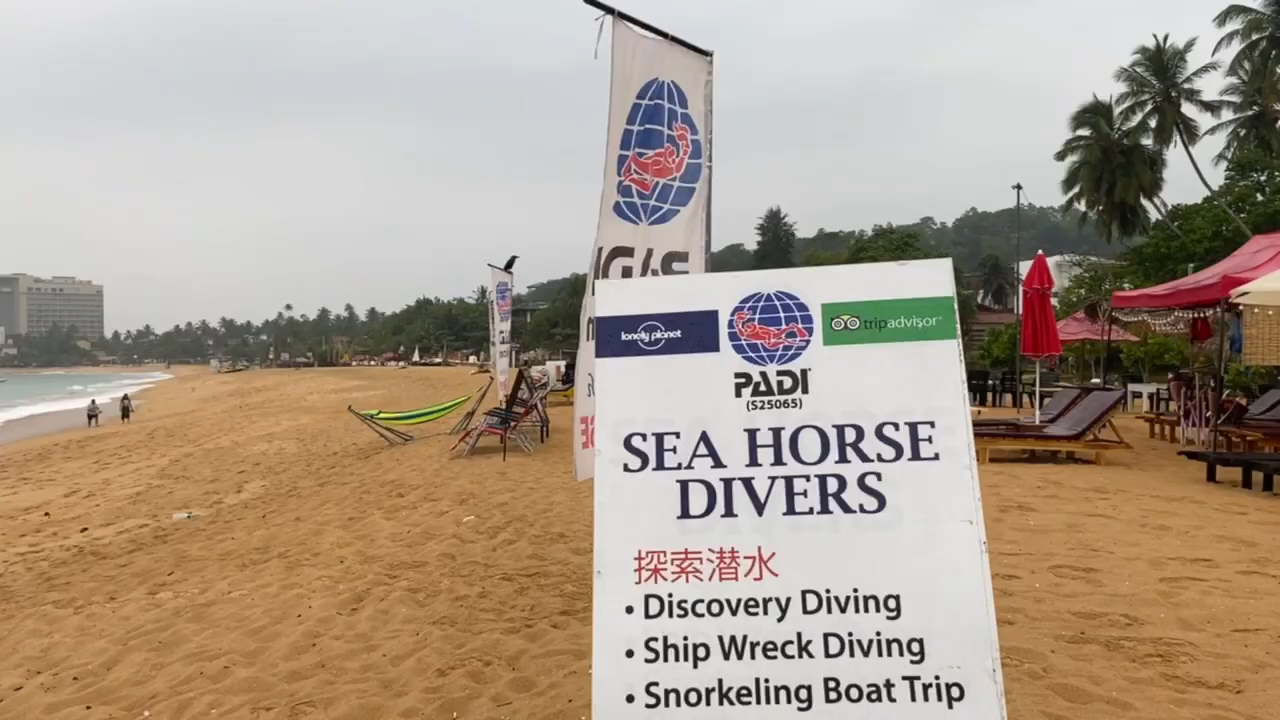 lonely planet
tripadvisor
PADI
(S25065)
SEA HORSE
DIVERS
探索潜水
• Discovery Diving
• Ship Wreck Diving
• Snorkeling Boat Trip